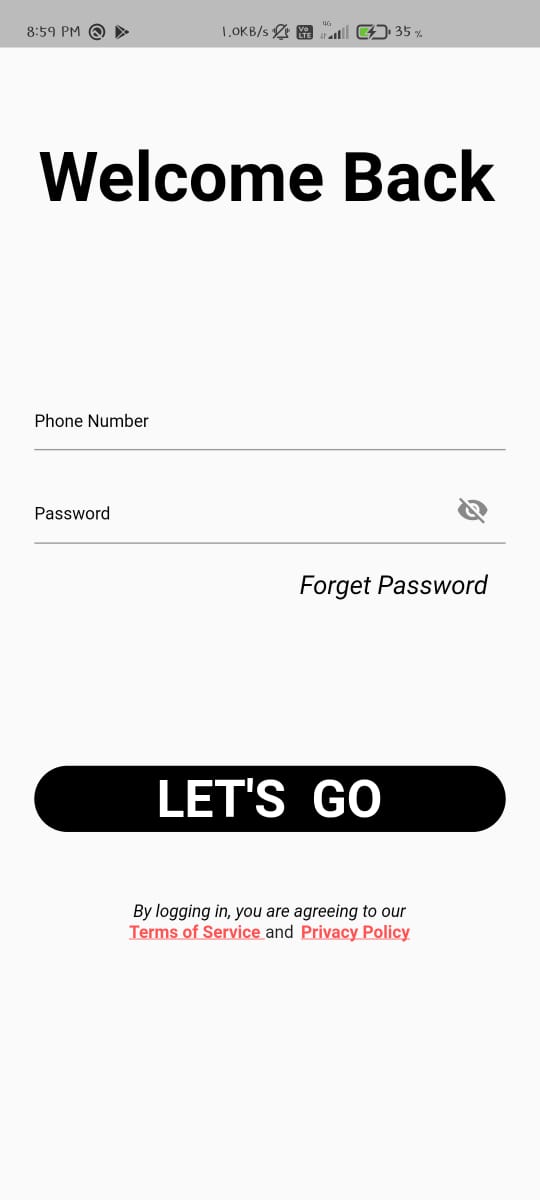 8:59 PM 1.0KB/s Vo LTE 4G 35 %
Welcome Back
Phone Number
Password
Forget Password
LET'S GO
By logging in, you are agreeing to our
Terms of Service and Privacy Policy